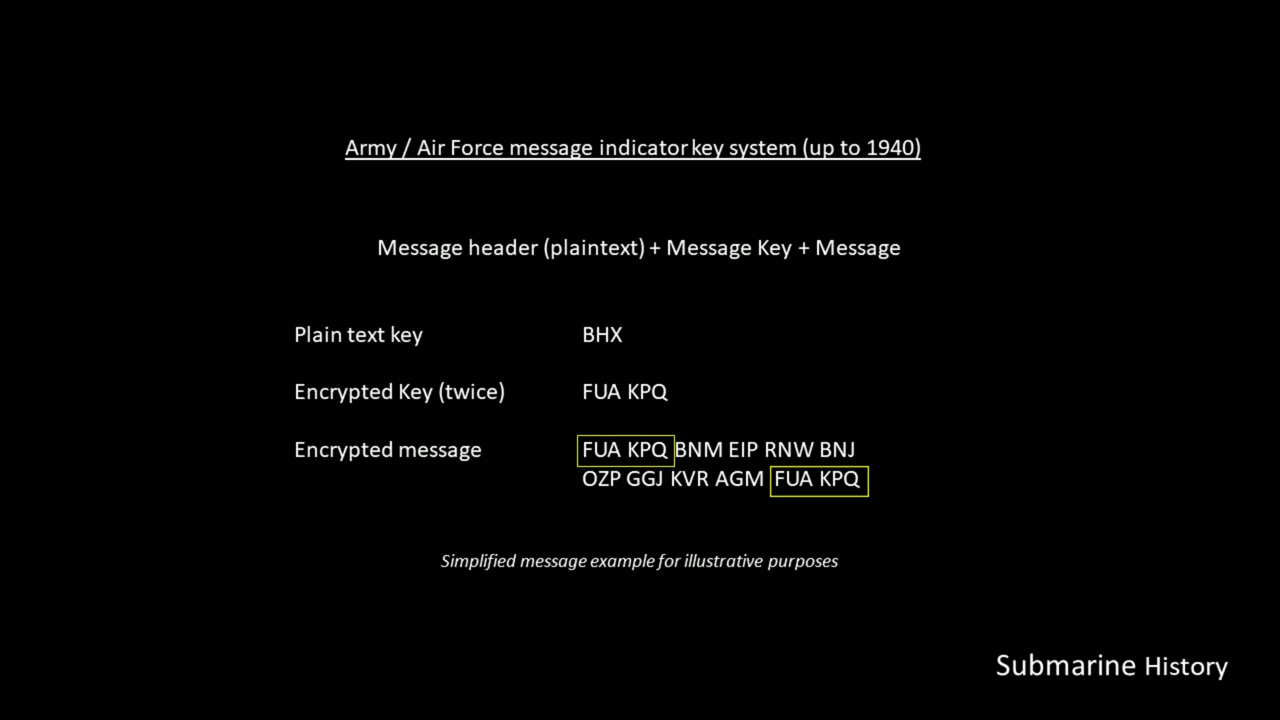 Army / Air Force message indicator key system (up to 1940)
Message header (plaintext) + Message Key + Message
Plain text key BHX
Encrypted Key (twice) FUA KPQ
Encrypted message FUA KPQ BNM EIP RNW BNJ
OZP GGJ KVR AGM FUA KPQ
Simplified message example for illustrative purposes
Submarine History